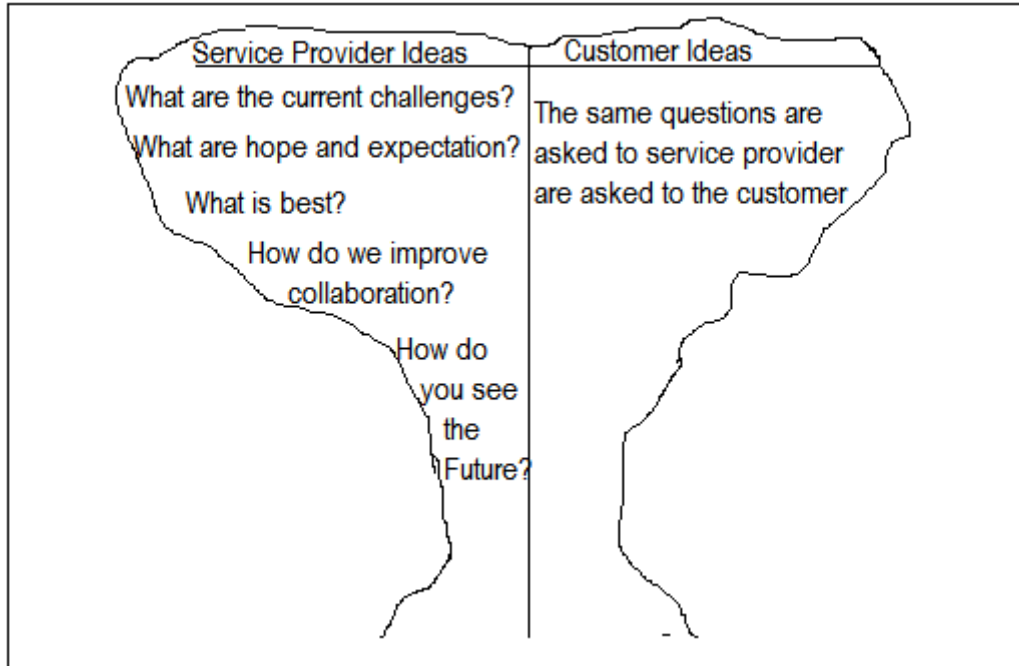 Service Provider Ideas
What are the current challenges?
What are hope and expectation?
What is best?
How do we improve
collaboration?
How do
you see
the
Future?
Customer Ideas
The same questions are
asked to service provider
are asked to the customer